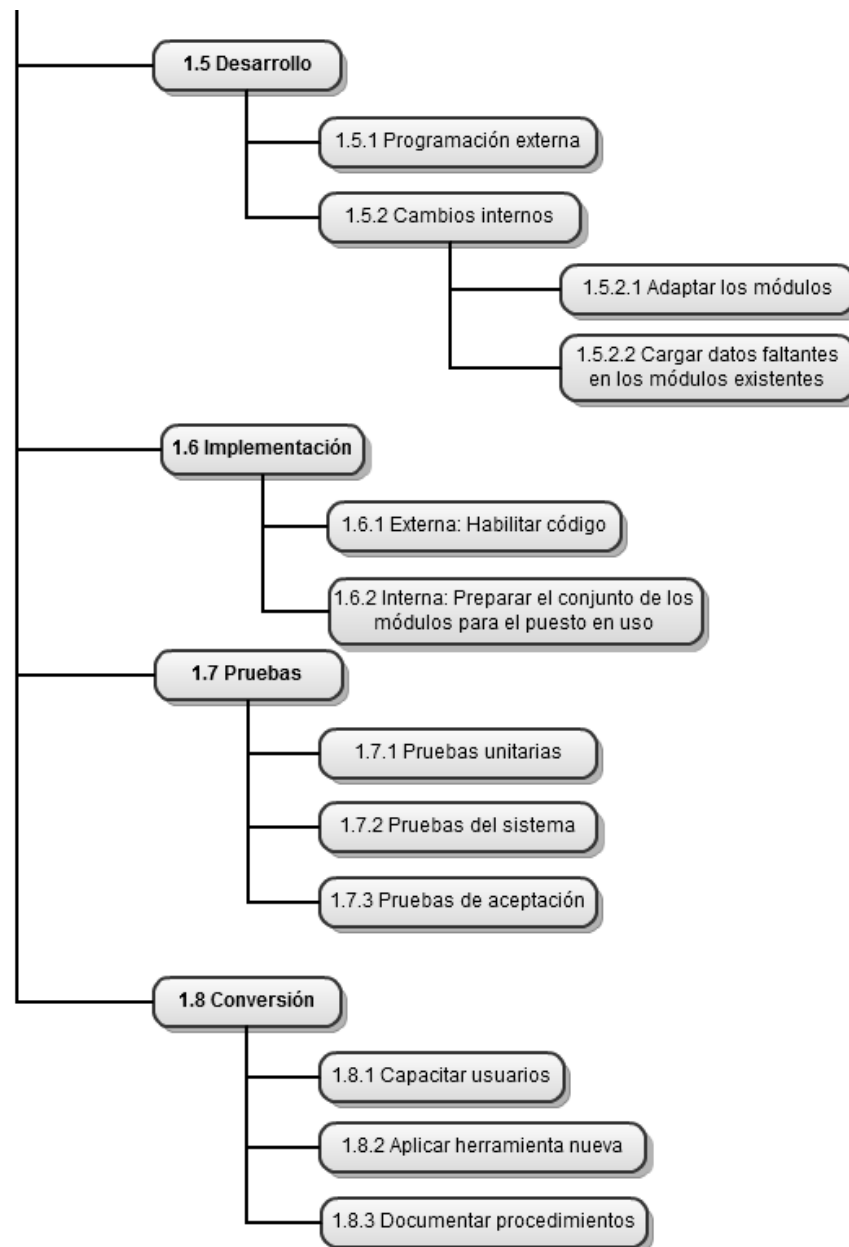 1.5 Desarrollo
1.5.1 Programación externa
1.5.2 Cambios internos
1.5.2.1 Adaptar los módulos
1.5.2.2 Cargar datos faltantes
en los módulos existentes
1.6 Implementación
1.6.1 Externa: Habilitar código
1.6.2 Interna: Preparar el conjunto de los
módulos para el puesto en uso
1.7 Pruebas
1.7.1 Pruebas unitarias
1.7.2 Pruebas del sistema
1.7.3 Pruebas de aceptación
1.8 Conversión
1.8.1 Capacitar usuarios
1.8.2 Aplicar herramienta nueva
1.8.3 Documentar procedimientos